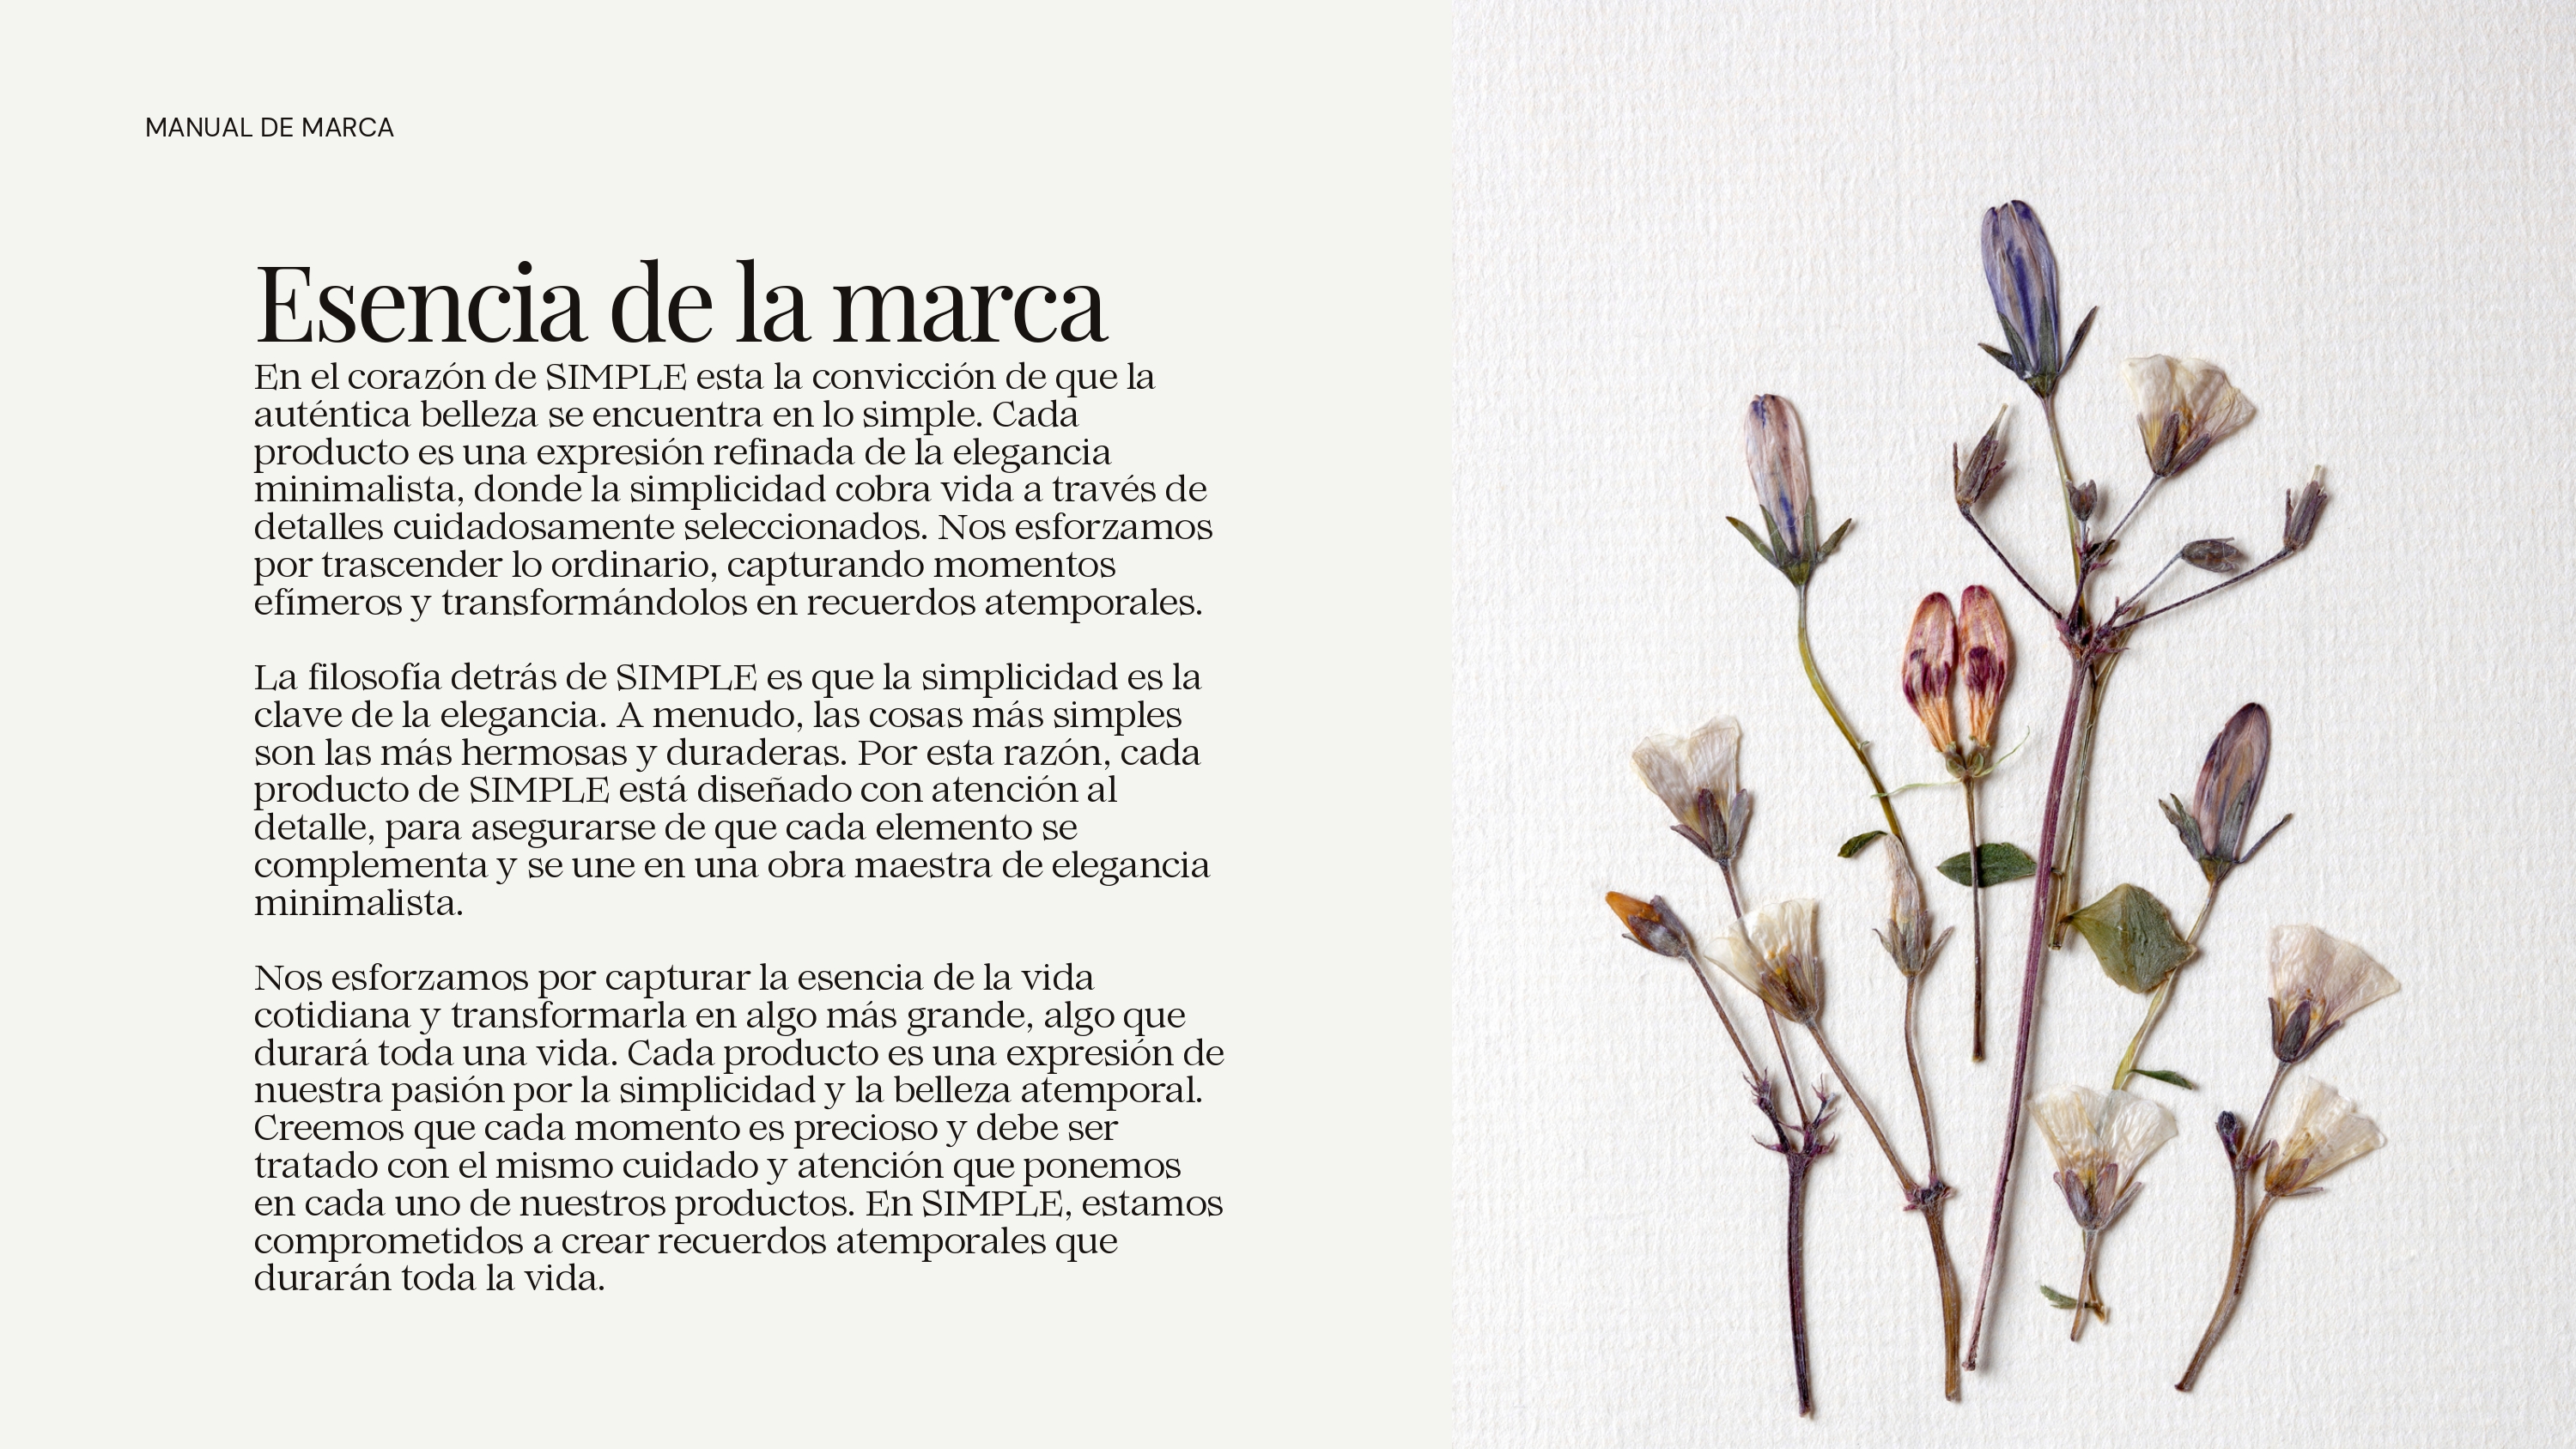 MANUAL DE MARCA
Esencia de la marca
En el corazón de SIMPLE esta la convicción de que la
auténtica belleza se encuentra en lo simple. Cada
producto es una expresión refinada de la elegancia
minimalista, donde la simplicidad cobra vida a través de
detalles cuidadosamente seleccionados. Nos esforzamos
por trascender lo ordinario, capturando momentos
efímeros y transformándolos en recuerdos atemporales.
La filosofía detrás de SIMPLE es que la simplicidad es la
clave de la elegancia. A menudo, las cosas más simples
son las más hermosas y duraderas. Por esta razón, cada
producto de SIMPLE está diseñado con atención al
detalle, para asegurarse de que cada elemento se
complementa y se une en una obra maestra de elegancia
minimalista.
Nos esforzamos por capturar la esencia de la vida
cotidiana y transformarla en algo más grande, algo que
durará toda una vida. Cada producto es una expresión de
nuestra pasión por la simplicidad y la belleza atemporal.
Creemos que cada momento es precioso y debe ser
tratado con el mismo cuidado y atención que ponemos
en cada uno de nuestros productos. En SIMPLE, estamos
comprometidos a crear recuerdos atemporales que
durarán toda la vida.